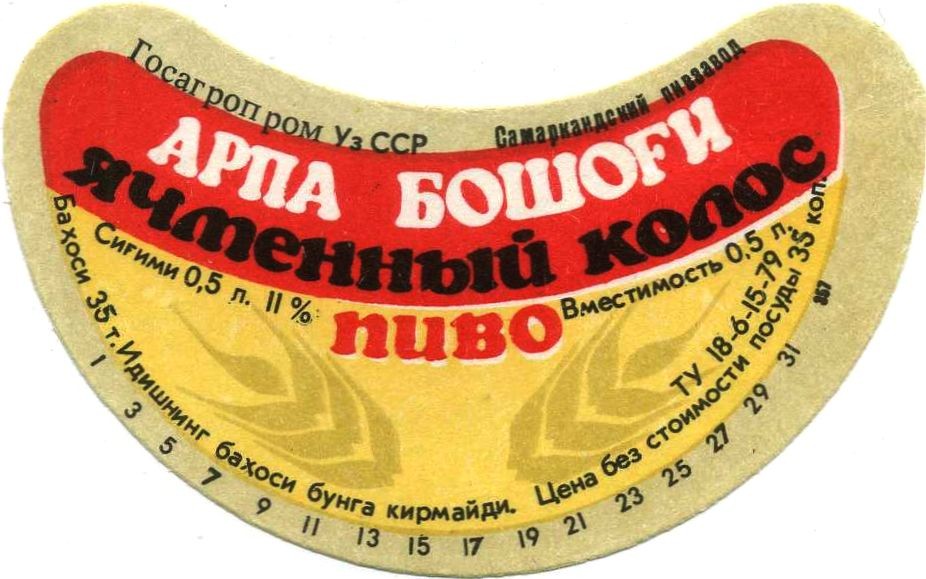 Госагропром Уз ССР
Самаркандский пивзавод
АРПА БОШОҒИ
ЯЧМЕННЫЙ КОЛОС
ПИВО
Сиғими 0,5 л. 11%
Вместимость 0,5 л.
ТУ 18-6-15-79
Бахоси 35 т. Идишнинг бахоси бунга кирмайди.
Цена без стоимости посуды 35 коп.
1 3 5 7 9 11 13 15 17 19 21 23 25 27 29 31